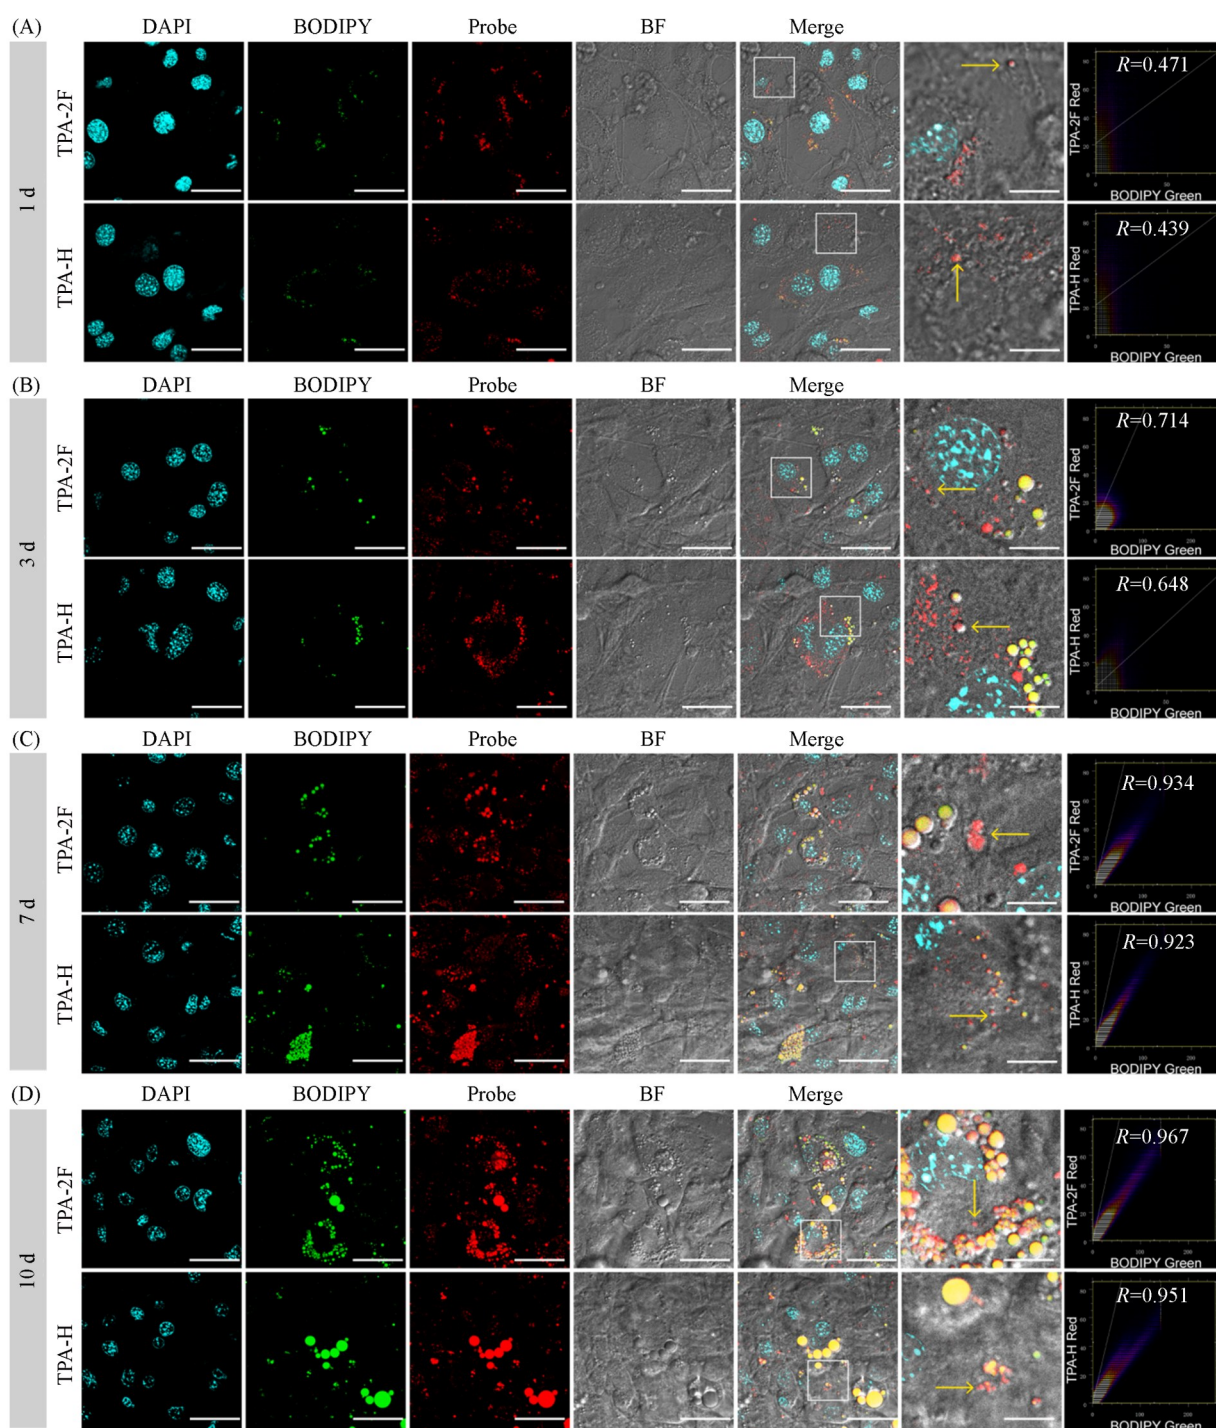 (A)
DAPI BODIPY Probe BF Merge
1 d
TPA-2F
R=0.471
TPA-2F Red
BODIPY Green
TPA-H
R=0.439
TPA-H Red
BODIPY Green
(B)
DAPI BODIPY Probe BF Merge
3 d
TPA-2F
R=0.714
TPA-2F Red
BODIPY Green
TPA-H
R=0.648
TPA-H Red
BODIPY Green
(C)
DAPI BODIPY Probe BF Merge
7 d
TPA-2F
R=0.934
TPA-2F Red
BODIPY Green
TPA-H
R=0.923
TPA-H Red
BODIPY Green
(D)
DAPI BODIPY Probe BF Merge
10 d
TPA-2F
R=0.967
TPA-2F Red
BODIPY Green
TPA-H
R=0.951
TPA-H Red
BODIPY Green